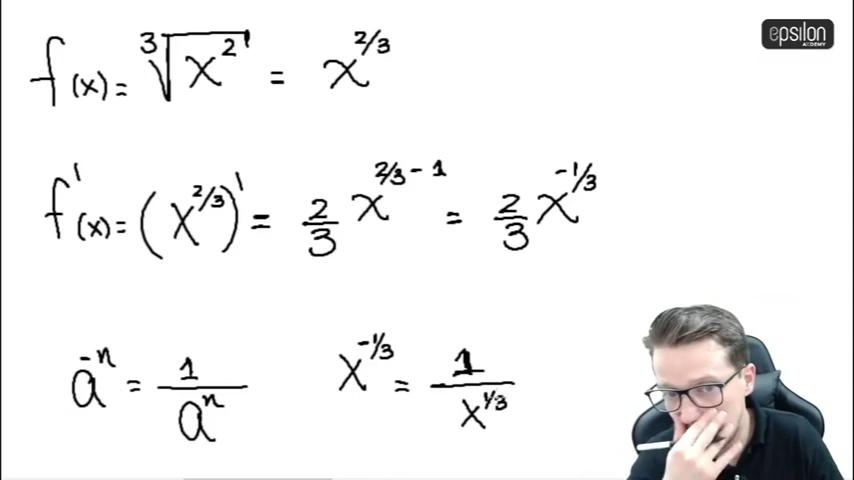 epsilon
ACADEMY
f(x) = ∛x² = x^2/3
f'(x) = (x^2/3)' = 2/3 x^2/3 - 1 = 2/3 x^-1/3
a^-n = 1/a^n x^-1/3 = 1/x^1/3